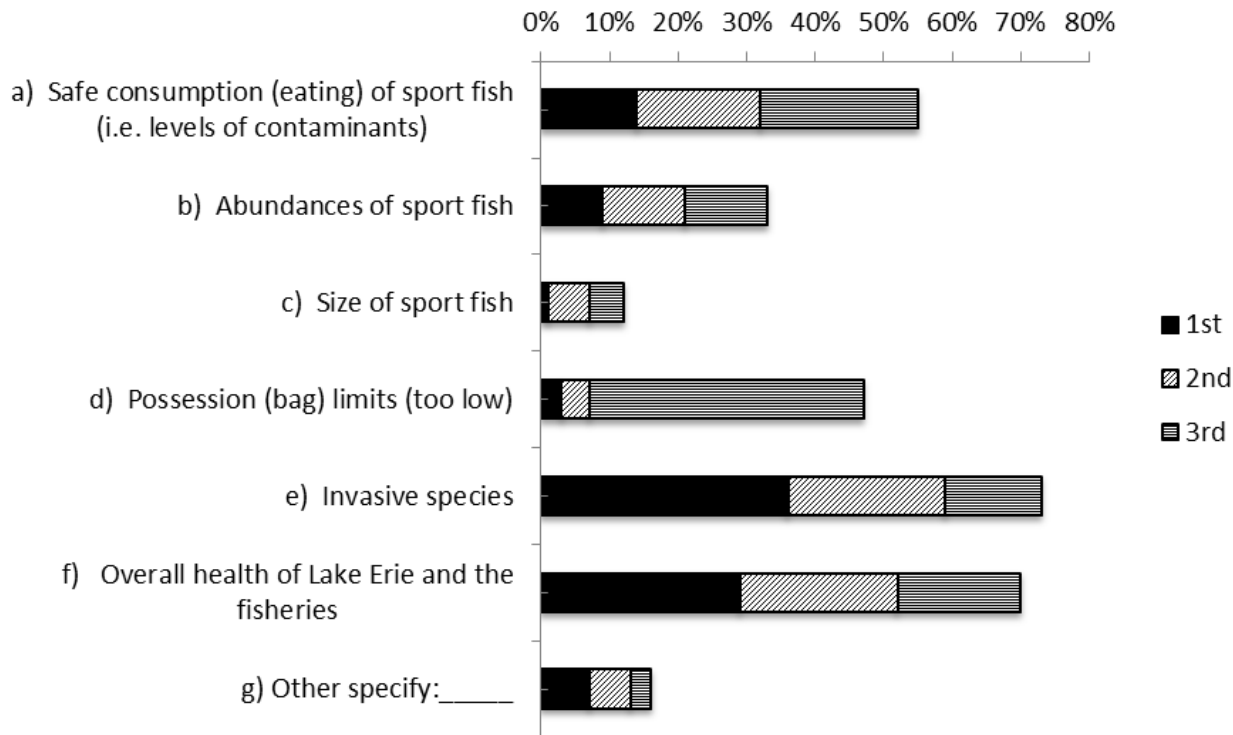 0% 10% 20% 30% 40% 50% 60% 70% 80%
a) Safe consumption (eating) of sport fish
(i.e. levels of contaminants)
b) Abundances of sport fish
c) Size of sport fish
d) Possession (bag) limits (too low)
e) Invasive species
f) Overall health of Lake Erie and the
fisheries
g) Other specify:_____
1st
2nd
3rd